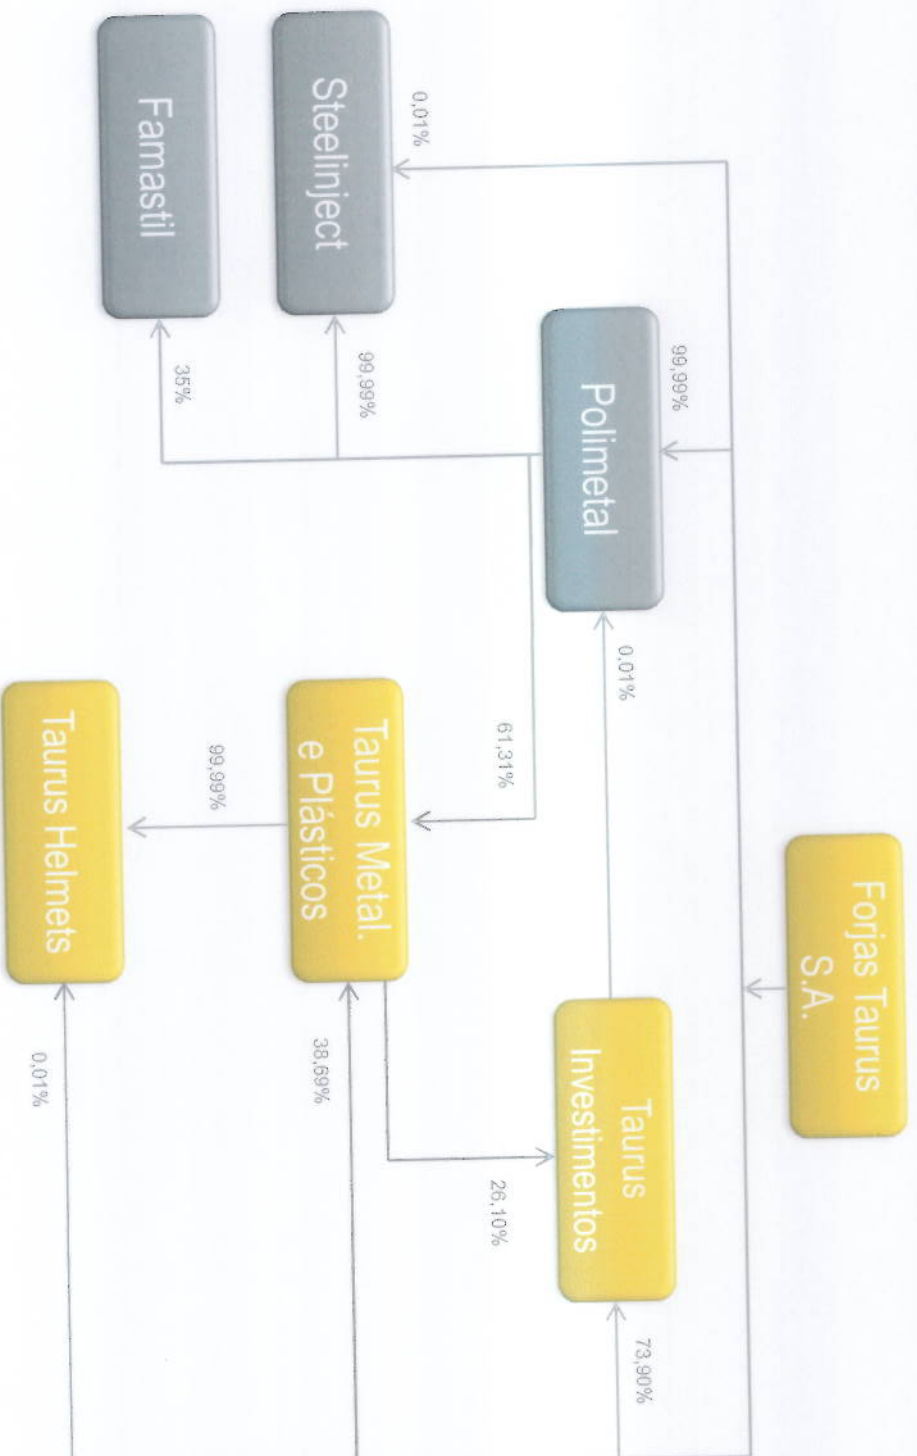 Forjas Taurus
S.A.
0,01%
99,99%
73,90%
Polimetal
0,01%
Taurus
Investimentos
Steelinject
99,99%
61,31%
26,10%
Taurus Metal.
e Plásticos
38,69%
Famastil
35%
99,99%
Taurus Helmets
0,01%